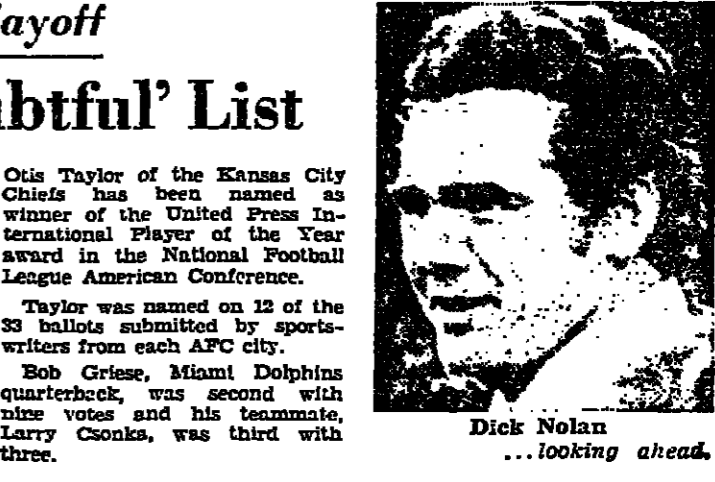 ayoff
btful' List
Otis Taylor of the Kansas City
Chiefs has been named as
winner of the United Press In-
ternational Player of the Year
award in the National Football
League American Conference.
Taylor was named on 12 of the
33 ballots submitted by sports-
writers from each AFC city.
Bob Griese, Miami Dolphins
quarterback, was second with
nine votes and his teammate,
Larry Csonka, was third with
three.
Dick Nolan
...looking ahead.